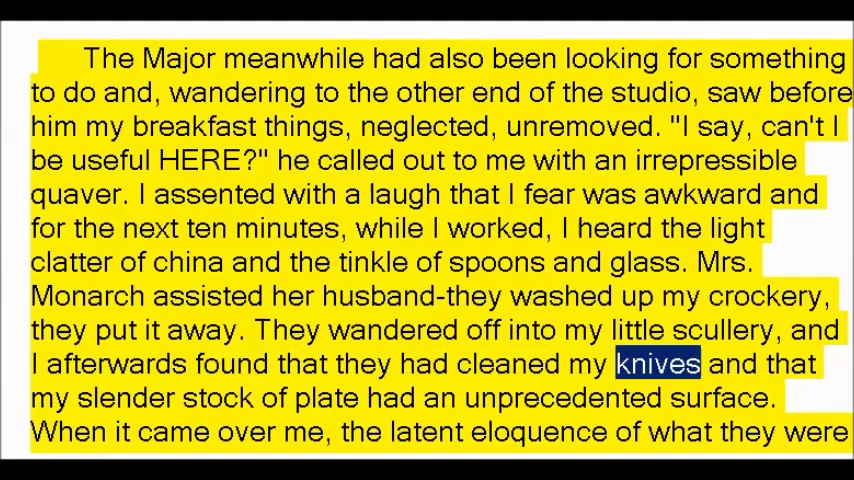 The Major meanwhile had also been looking for something
to do and, wandering to the other end of the studio, saw before
him my breakfast things, neglected, unremoved. "I say, can't I
be useful HERE?" he called out to me with an irrepressible
quaver. I assented with a laugh that I fear was awkward and
for the next ten minutes, while I worked, I heard the light
clatter of china and the tinkle of spoons and glass. Mrs.
Monarch assisted her husband-they washed up my crockery,
they put it away. They wandered off into my little scullery, and
I afterwards found that they had cleaned my knives and that
my slender stock of plate had an unprecedented surface.
When it came over me, the latent eloquence of what they were